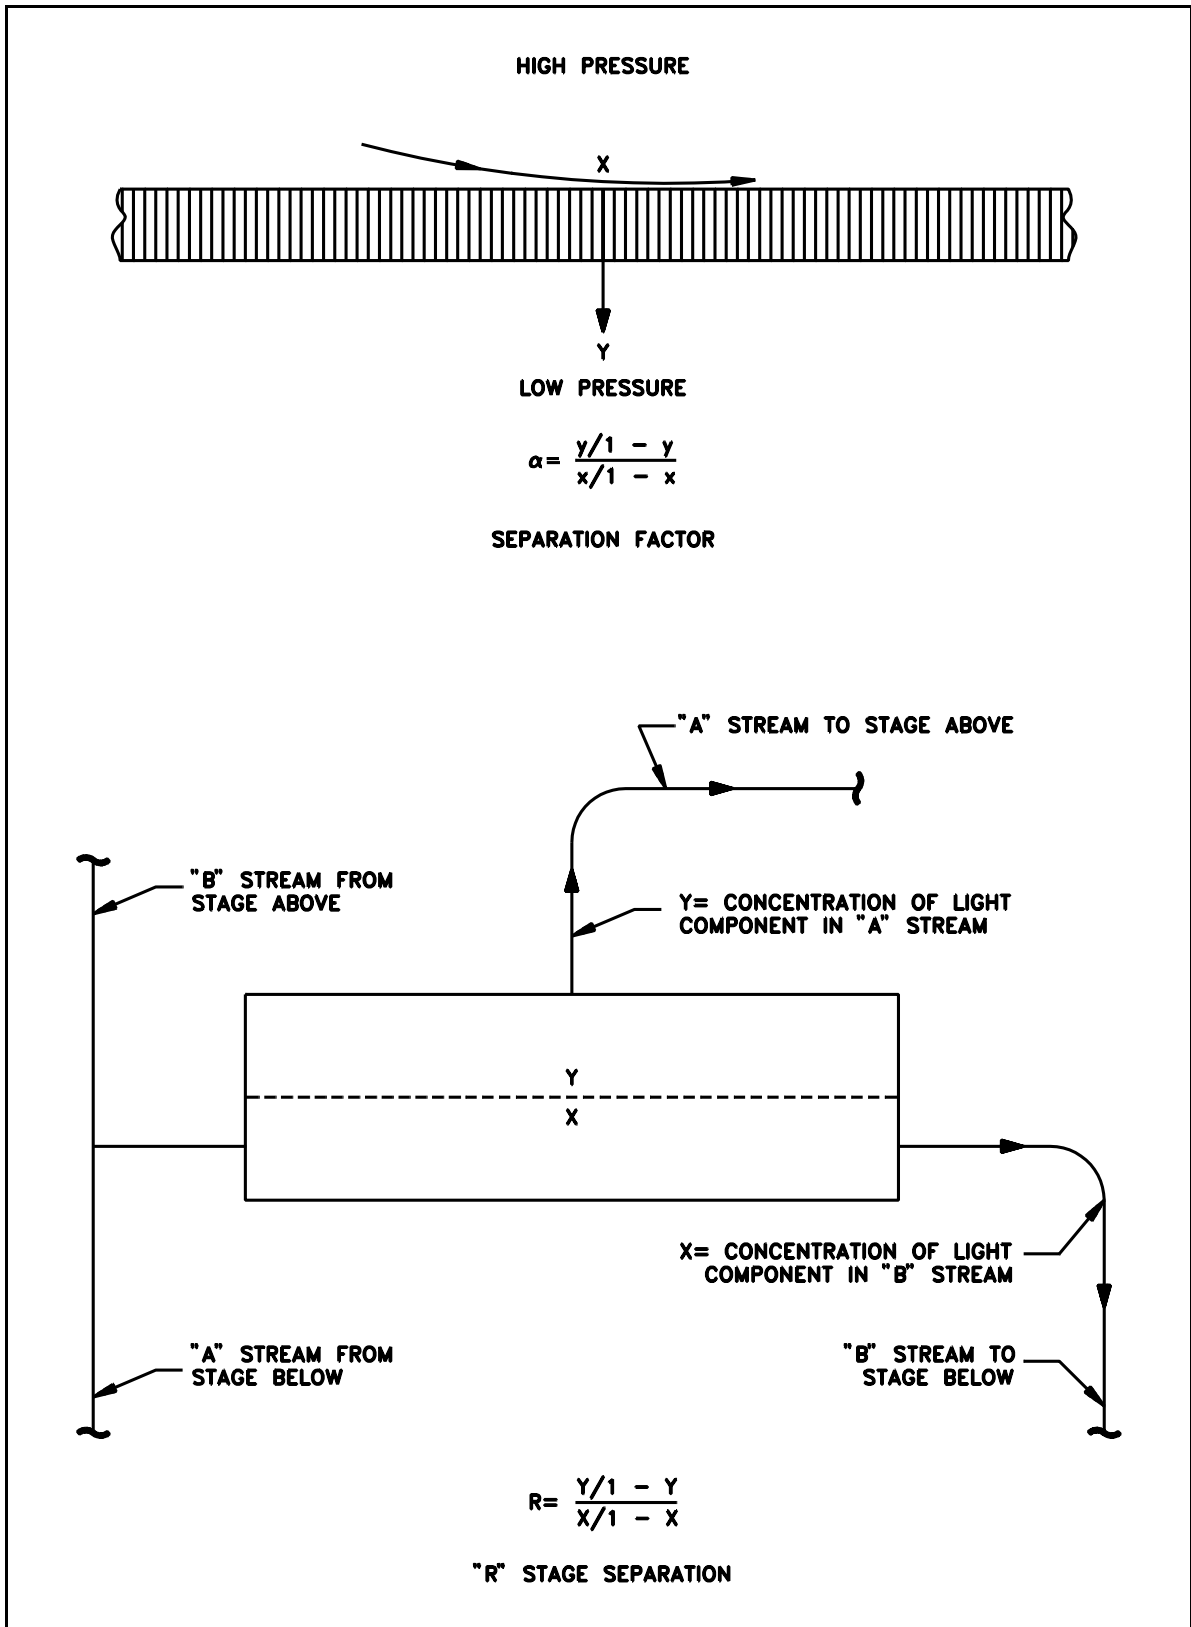 HIGH PRESSURE
X
Y
LOW PRESSURE
α= y/1 - y
x/1 - x
SEPARATION FACTOR
"A" STREAM TO STAGE ABOVE
"B" STREAM FROM
STAGE ABOVE
Y= CONCENTRATION OF LIGHT
COMPONENT IN "A" STREAM
Y
X
X= CONCENTRATION OF LIGHT
COMPONENT IN "B" STREAM
"A" STREAM FROM
STAGE BELOW
"B" STREAM TO
STAGE BELOW
R= Y/1 - Y
X/1 - X
"R" STAGE SEPARATION